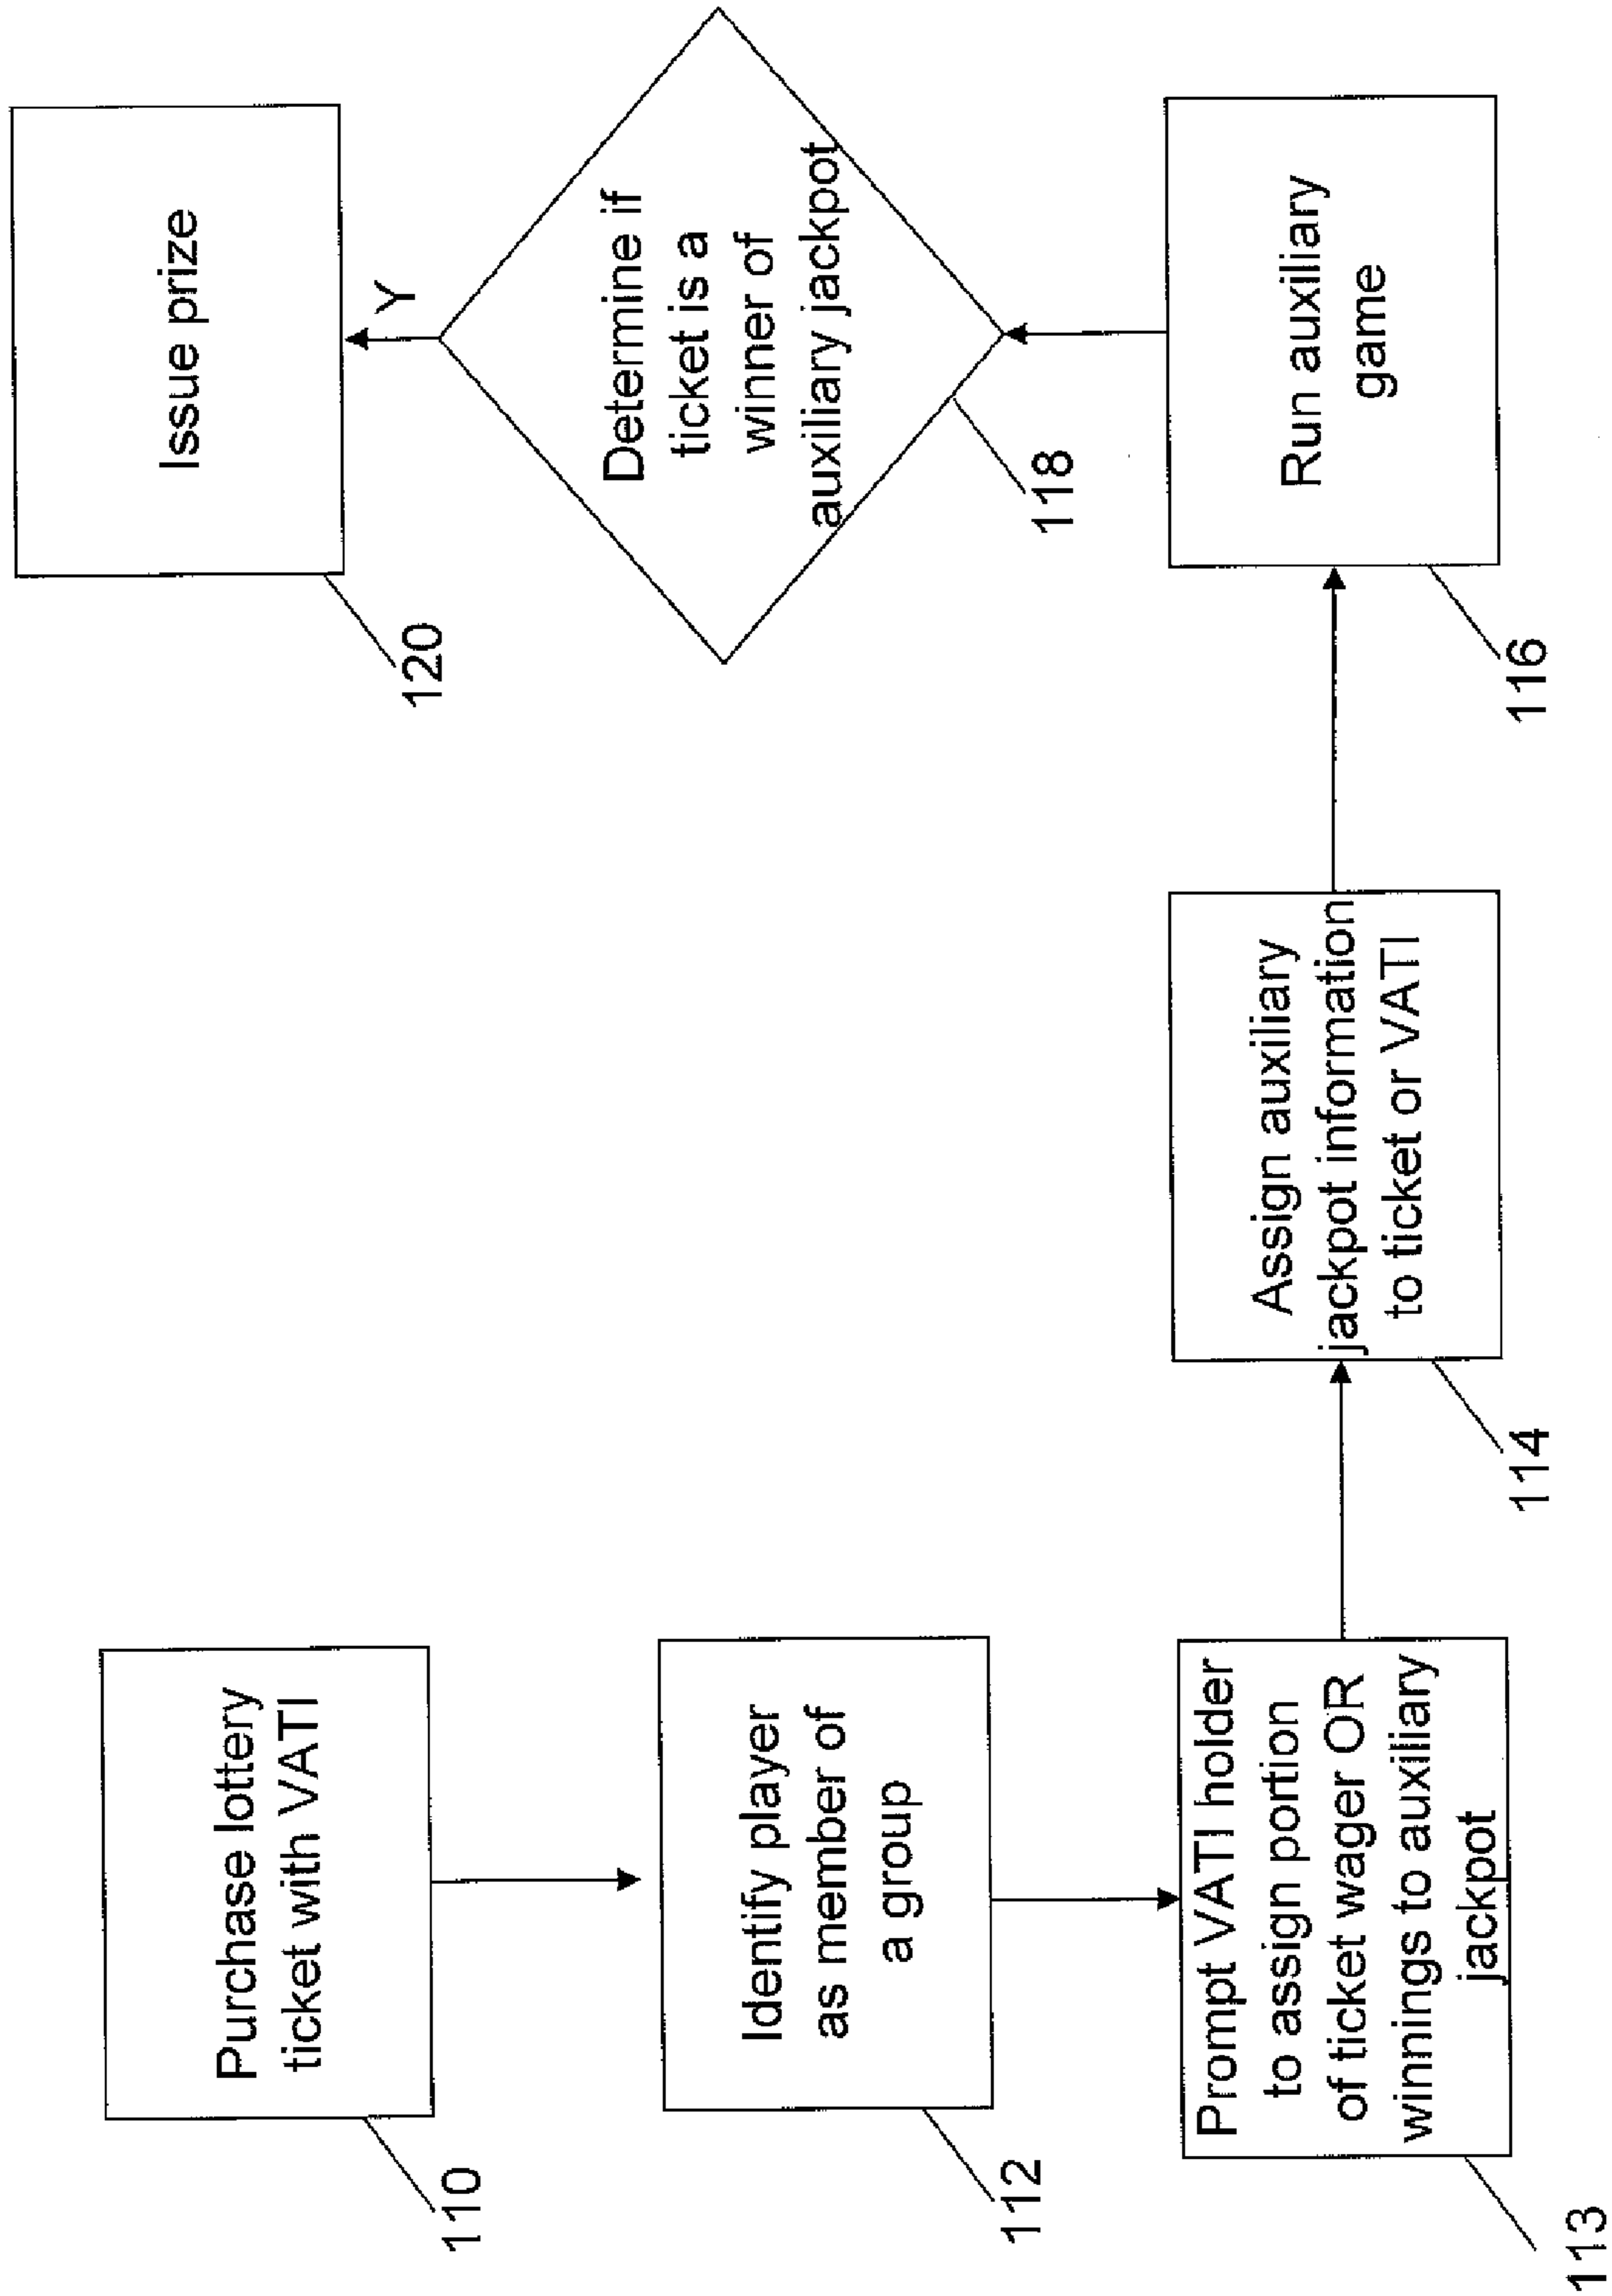 Purchase lottery
ticket with VATI
110
Identify player
as member of
a group
112
Prompt VATI holder
to assign portion
of ticket wager OR
winnings to auxiliary
jackpot
113
Assign auxiliary
jackpot information
to ticket or VATI
114
Run auxiliary
game
116
Determine if
ticket is a
winner of
auxiliary jackpot
118
Y
Issue prize
120